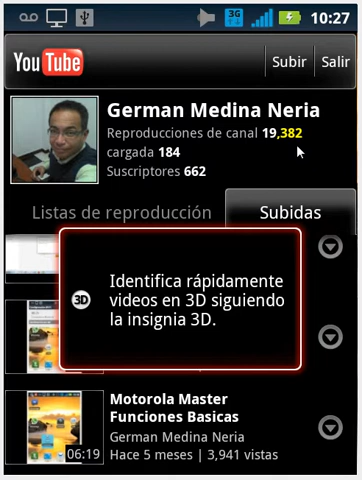 3G
10:27
YouTube
Subir
Salir
German Medina Neria
Reproducciones de canal 19,382
cargada 184
Suscriptores 662
Listas de reproducción
Subidas
3D
Identifica rápidamente
videos en 3D siguiendo
la insignia 3D.
Motorola Master
Funciones Basicas
German Medina Neria
06:19
Hace 5 meses | 3,941 vistas